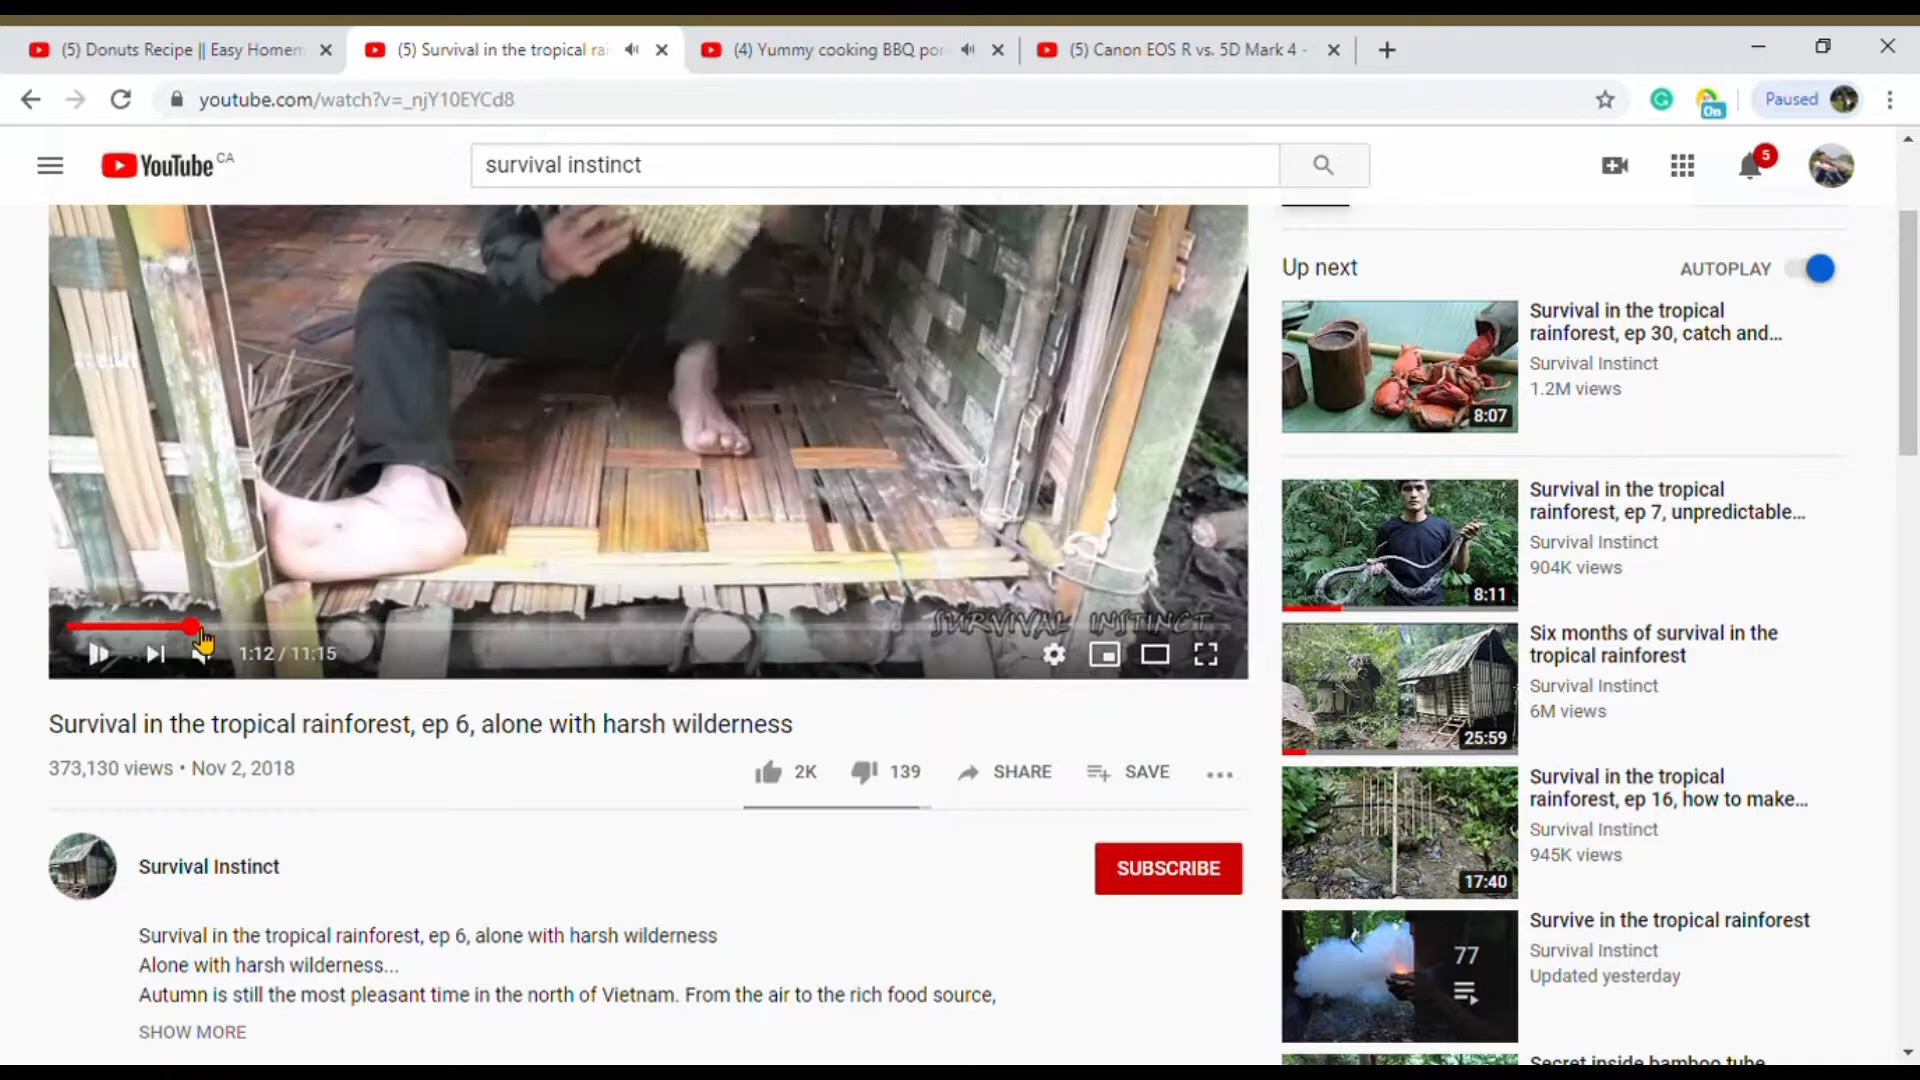 (5) Donuts Recipe || Easy Homem
(5) Survival in the tropical rai
(4) Yummy cooking BBQ por
(5) Canon EOS R vs. 5D Mark 4 -
youtube.com/watch?v=_njY10EYCd8
On
Paused
YouTube CA
survival instinct
5
SURVIVAL INSTINCT
1:12 / 11:15
Survival in the tropical rainforest, ep 6, alone with harsh wilderness
373,130 views • Nov 2, 2018
2K
139
SHARE
SAVE
Survival Instinct
SUBSCRIBE
Survival in the tropical rainforest, ep 6, alone with harsh wilderness
Alone with harsh wilderness...
Autumn is still the most pleasant time in the north of Vietnam. From the air to the rich food source,
SHOW MORE
Up next
AUTOPLAY
8:07
Survival in the tropical
rainforest, ep 30, catch and...
Survival Instinct
1.2M views
8:11
Survival in the tropical
rainforest, ep 7, unpredictable...
Survival Instinct
904K views
25:59
Six months of survival in the
tropical rainforest
Survival Instinct
6M views
17:40
Survival in the tropical
rainforest, ep 16, how to make...
Survival Instinct
945K views
77
Survive in the tropical rainforest
Survival Instinct
Updated yesterday
Secret inside bamboo tube